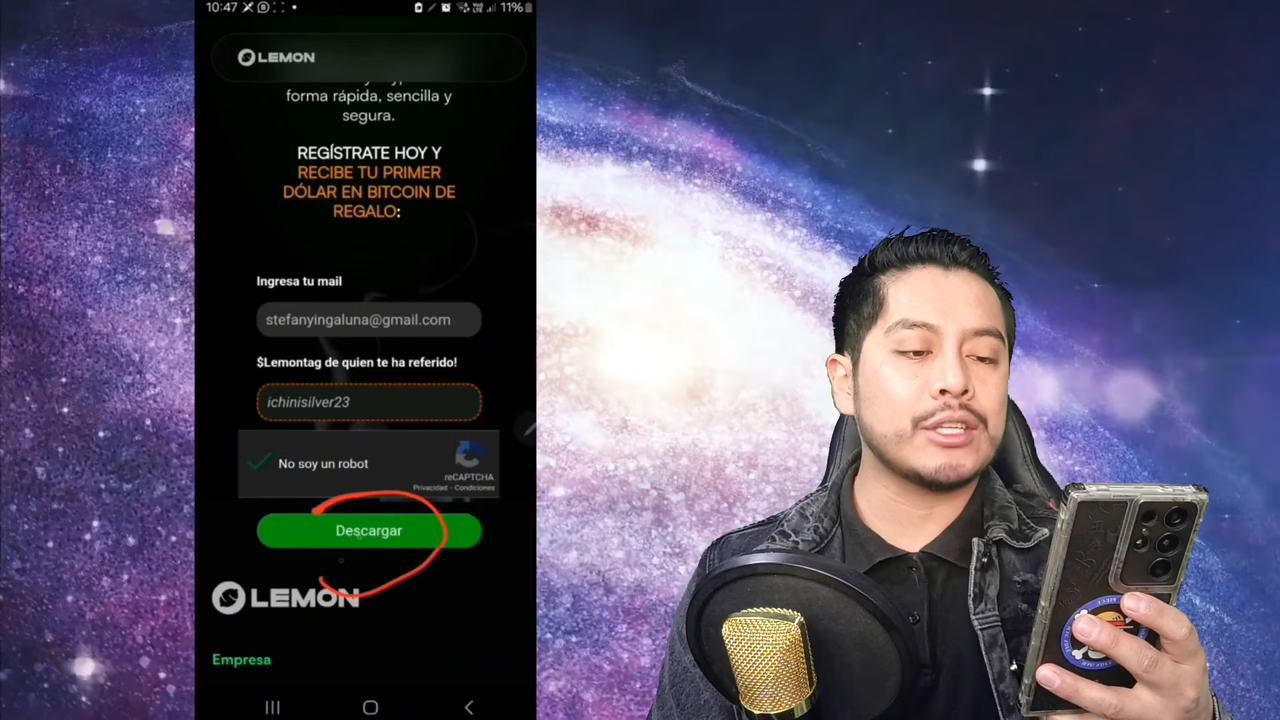 10:47
11%
LEMON
forma rápida, sencilla y
segura.
REGÍSTRATE HOY Y
RECIBE TU PRIMER
DÓLAR EN BITCOIN DE
REGALO:
Ingresa tu mail
stefanyingaluna@gmail.com
$Lemontag de quien te ha referido!
ichinisilver23
No soy un robot
reCAPTCHA
Privacidad - Condiciones
Descargar
LEMON
Empresa